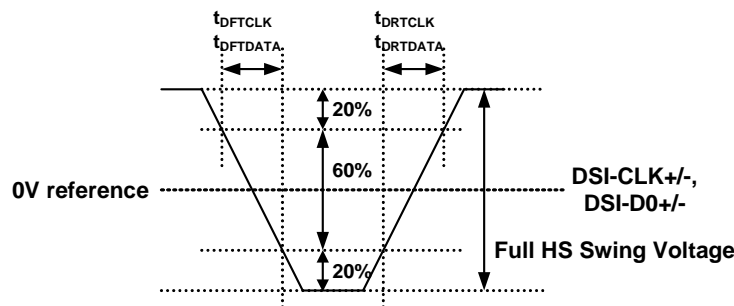 tDFTCLK
tDRTCLK
tDFTDATA
tDRTDATA
20%
60%
0V reference
DSI-CLK+/-,
DSI-D0+/-
Full HS Swing Voltage
20%